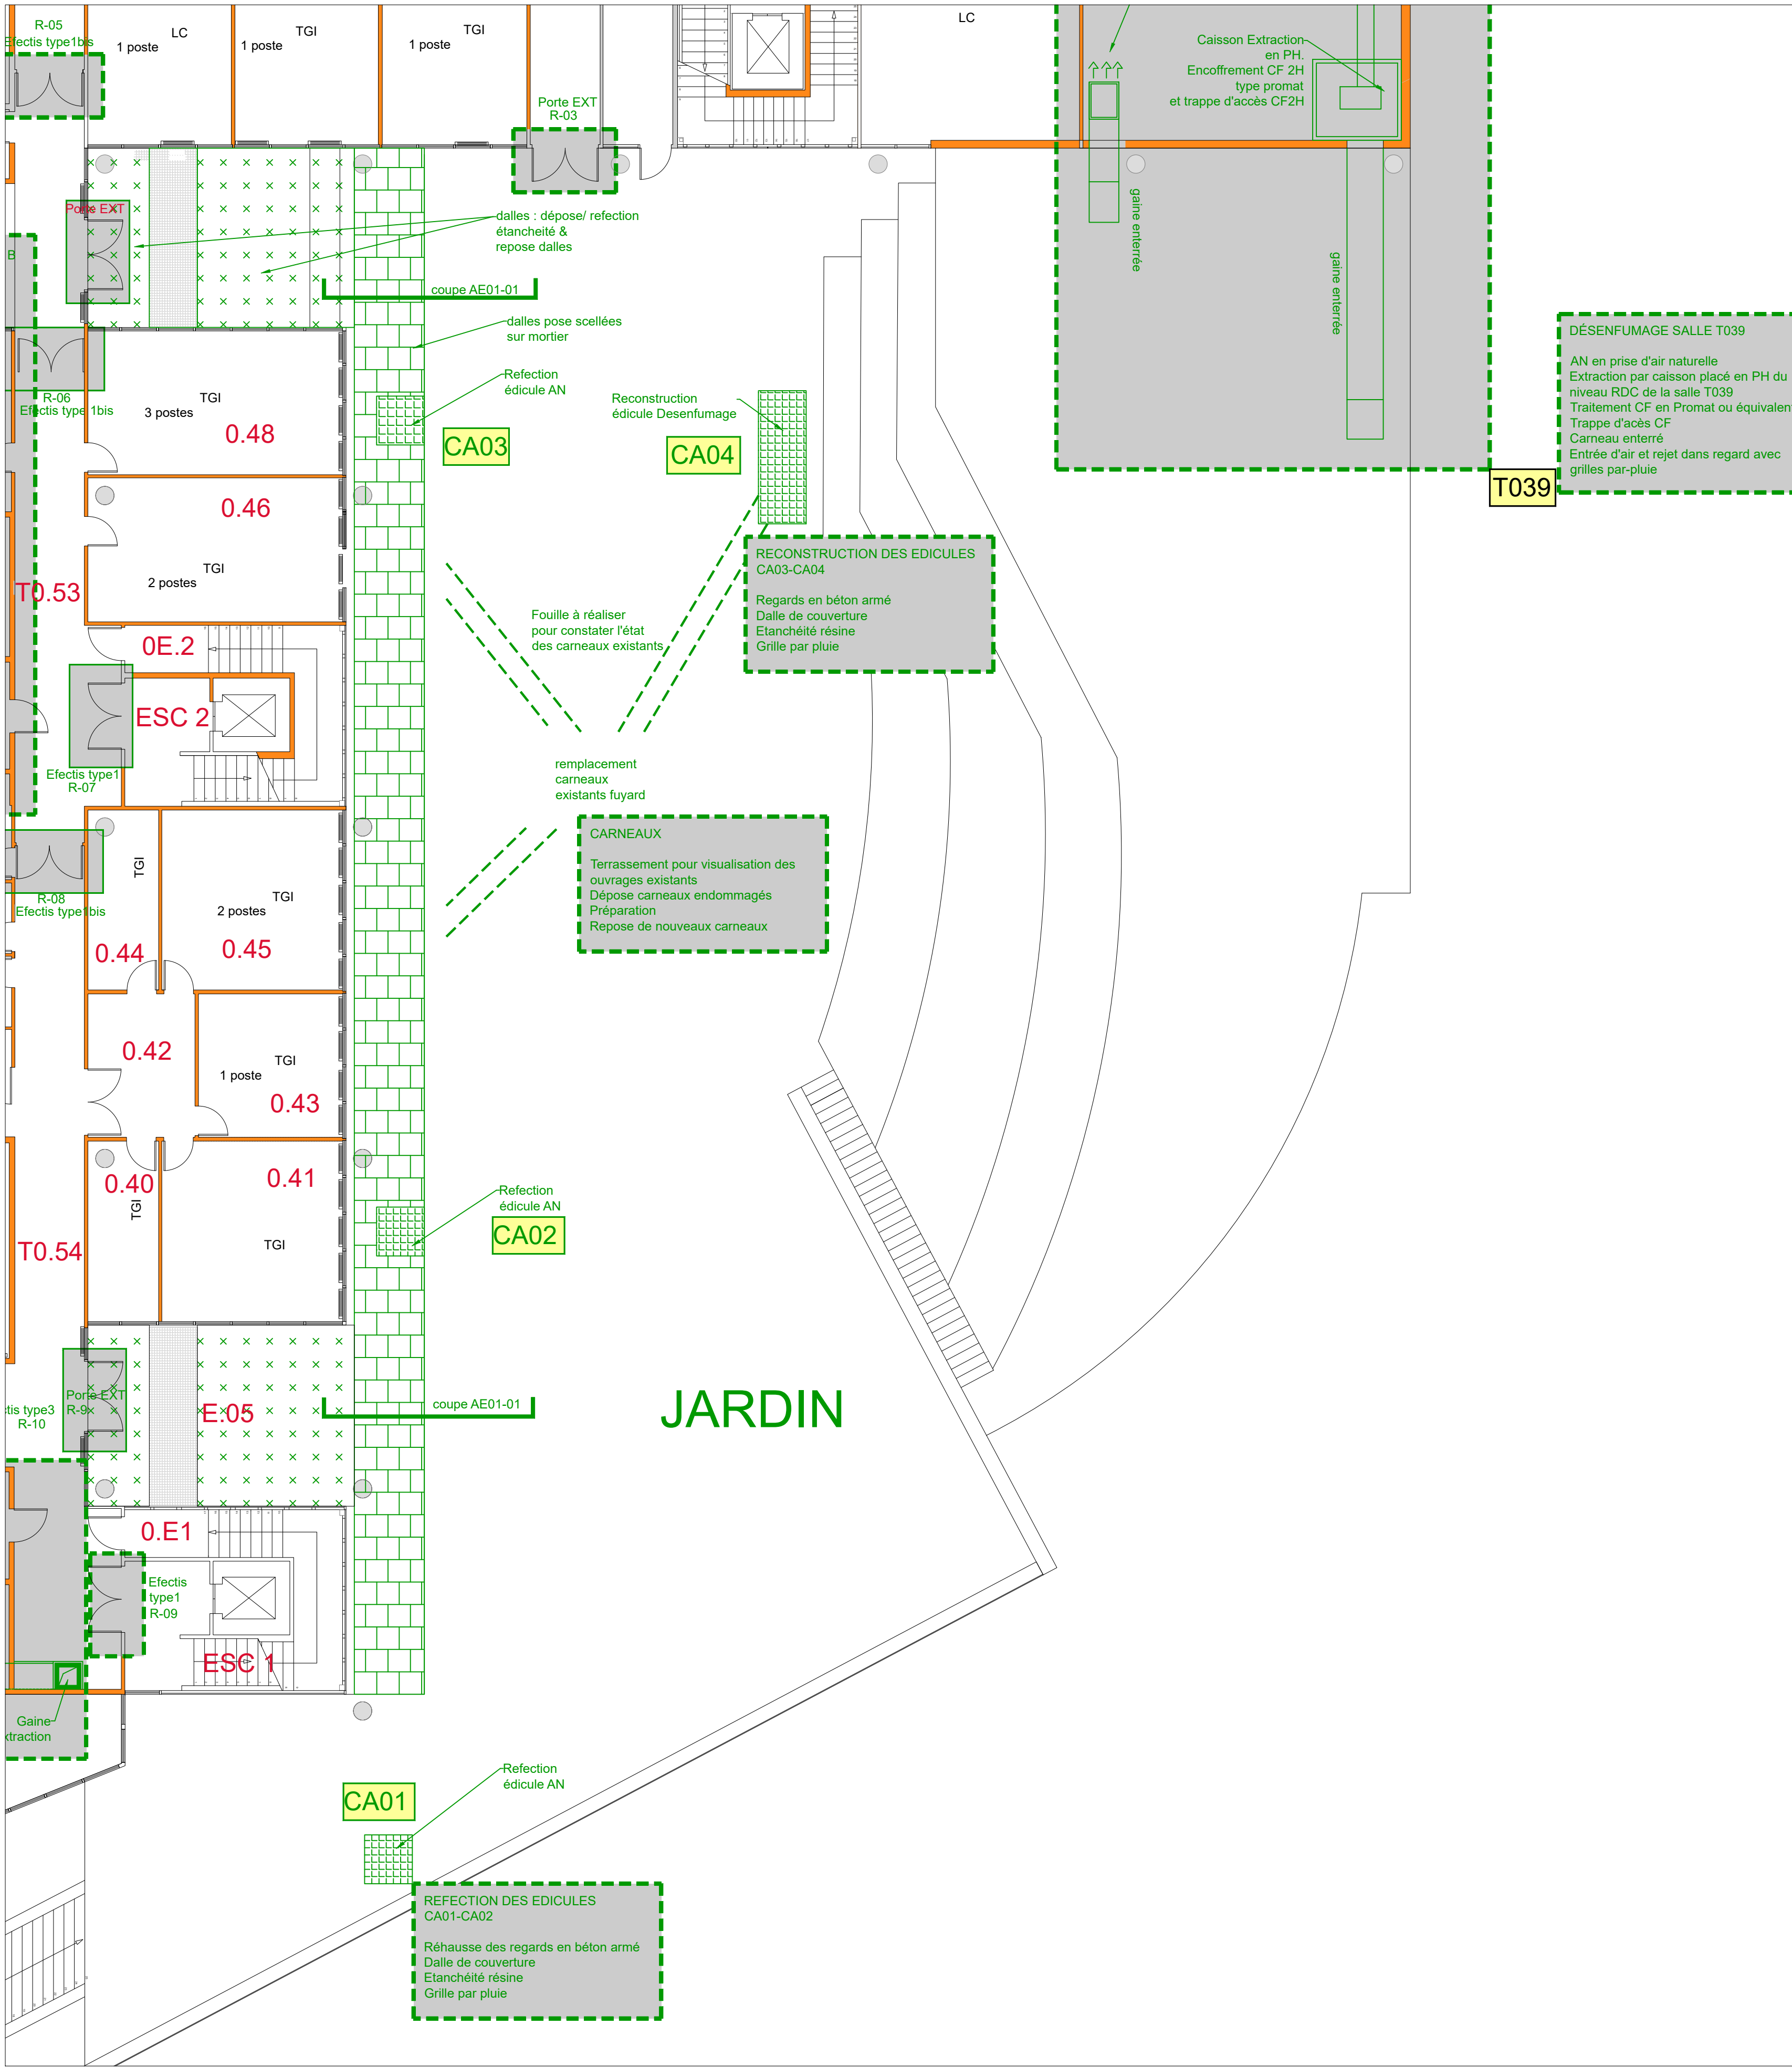 R-05
Efectis type1bis
LC
1 poste
TGI
1 poste
TGI
1 poste
LC
Porte EXT
R-03
Caisson Extraction
en PH.
Encoffrement CF 2H
type promat
et trappe d'accès CF2H
Porte EXT
B
dalles : dépose/ refection
étancheité &
repose dalles
coupe AE01-01
dalles pose scellées
sur mortier
gaine enterrée
gaine enterrée
DÉSENFUMAGE SALLE T039
AN en prise d'air naturelle
Extraction par caisson placé en PH du
niveau RDC de la salle T039
Traitement CF en Promat ou équivalent
Trappe d'acès CF
Carneau enterré
Entrée d'air et rejet dans regard avec
grilles par-pluie
T039
R-06
Efectis type 1bis
TGI
3 postes
0.48
Refection
édicule AN
CA03
Reconstruction
édicule Desenfumage
CA04
0.46
TGI
2 postes
T0.53
RECONSTRUCTION DES EDICULES
CA03-CA04
Regards en béton armé
Dalle de couverture
Etanchéité résine
Grille par pluie
Fouille à réaliser
pour constater l'état
des carneaux existants
0E.2
ESC 2
Efectis type1
R-07
remplacement
carneaux
existants fuyard
CARNEAUX
Terrassement pour visualisation des
ouvrages existants
Dépose carneaux endommagés
Préparation
Repose de nouveaux carneaux
R-08
Efectis type1bis
TGI
0.44
TGI
2 postes
0.45
0.42
TGI
1 poste
0.43
0.40
TGI
0.41
TGI
T0.54
Refection
édicule AN
CA02
Porte EXT
R-9
ctis type3
R-10
E.05
coupe AE01-01
JARDIN
0.E1
Efectis
type1
R-09
ESC 1
Gaine
xtraction
Refection
édicule AN
CA01
REFECTION DES EDICULES
CA01-CA02
Réhausse des regards en béton armé
Dalle de couverture
Etanchéité résine
Grille par pluie